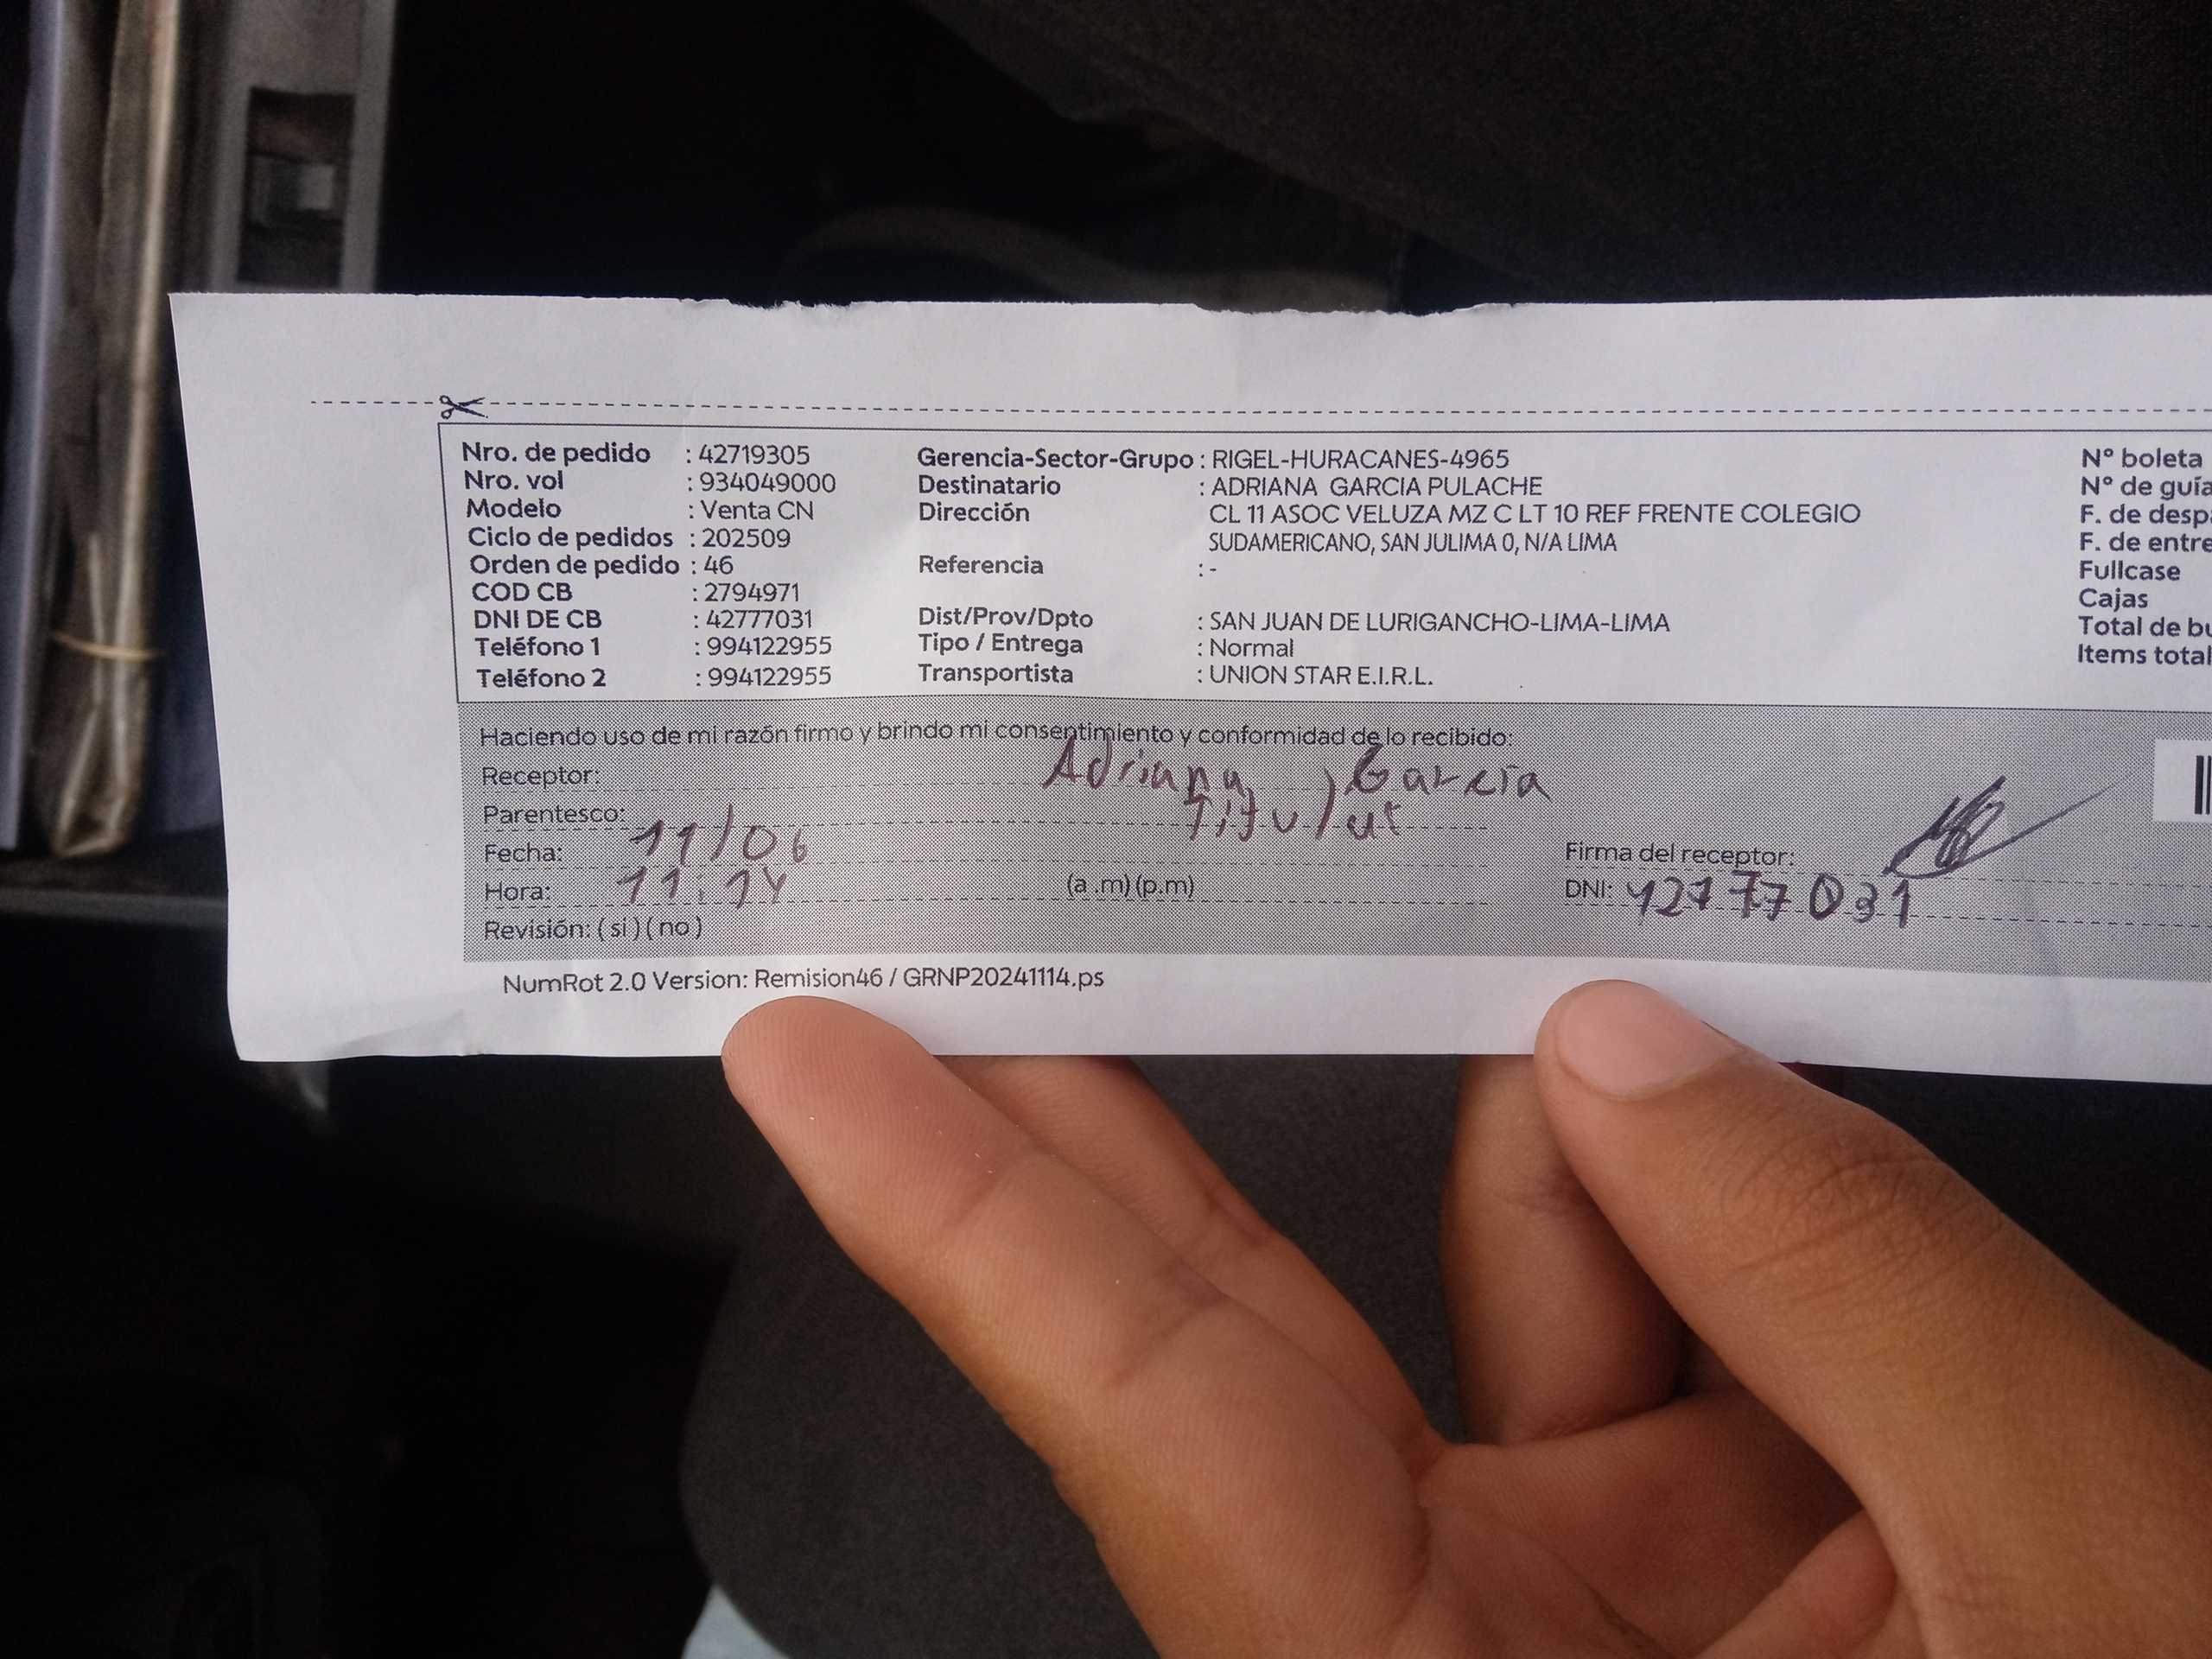 Nro. de pedido : 42719305
Nro. vol : 934049000
Modelo : Venta CN
Ciclo de pedidos : 202509
Orden de pedido : 46
COD CB : 2794971
DNI DE CB : 42777031
Teléfono 1 : 994122955
Teléfono 2 : 994122955
Gerencia-Sector-Grupo : RIGEL-HURACANES-4965
Destinatario : ADRIANA GARCIA PULACHE
Dirección CL 11 ASOC VELUZA MZ C LT 10 REF FRENTE COLEGIO
SUDAMERICANO, SAN JULIMA 0, N/A LIMA
Referencia : -
Dist/Prov/Dpto : SAN JUAN DE LURIGANCHO-LIMA-LIMA
Tipo / Entrega : Normal
Transportista : UNION STAR E.I.R.L.
N° boleta
N° de guía
F. de desp
F. de entre
Fullcase
Cajas
Total de bu
Items total
Haciendo uso de mi razón firmo y brindo mi consentimiento y conformidad de lo recibido:
Receptor: Adriana Garcia
Parentesco: Titular
Fecha: 11/06
Hora: 11:14 (a .m) (p.m)
Revisión: ( si ) ( no )
Firma del receptor:
DNI: 42777031
NumRot 2.0 Version: Remision46 / GRNP20241114.ps